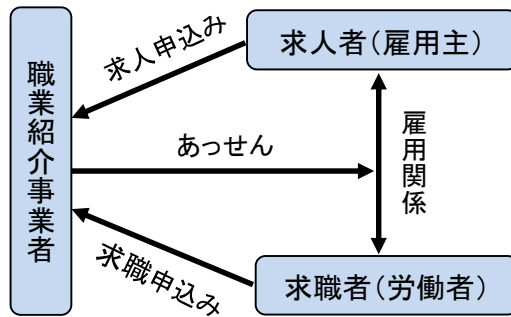 職業紹介事業者
求人申込み
求人者（雇用主）
あっせん
雇用関係
求職申込み
求職者（労働者）